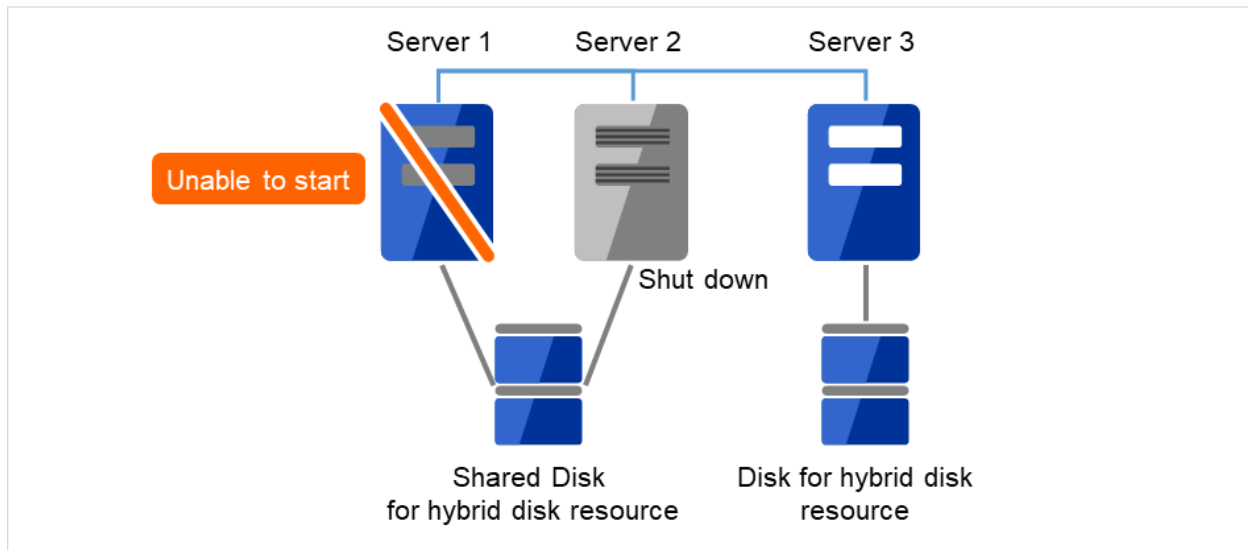 Server 1
Server 2
Server 3
Unable to start
Shut down
Shared Disk
for hybrid disk resource
Disk for hybrid disk
resource